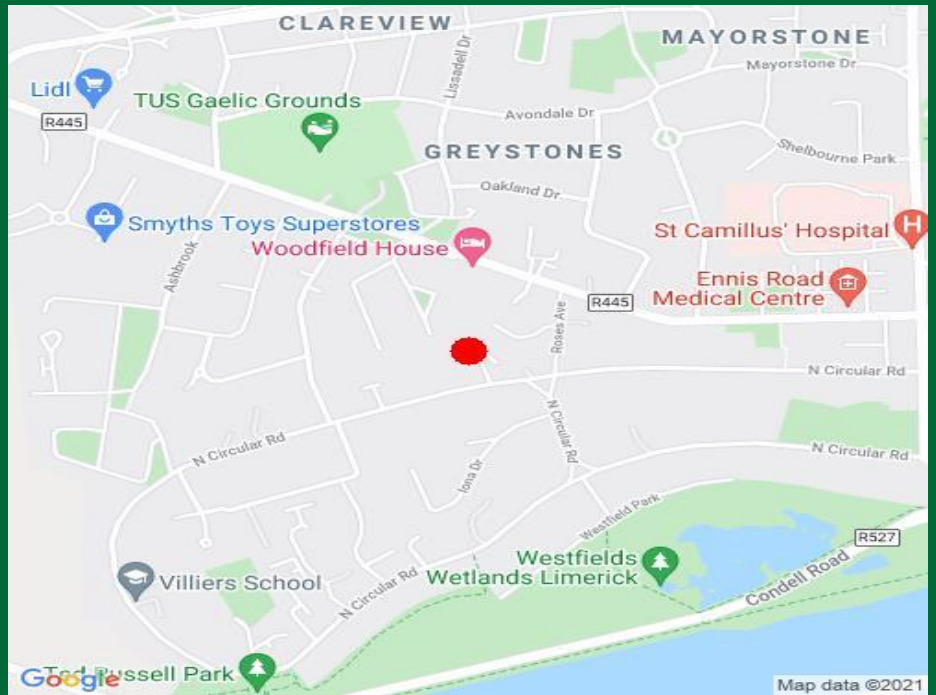 CLAREVIEW
MAYORSTONE
Mayorstone Dr
Lissadell Dr
Lidl
TUS Gaelic Grounds
R445
Avondale Dr
GREYSTONES
Shelbourne Park
Oakland Dr
Smyths Toys Superstores
St Camillus' Hospital
H
Woodfield House
Ashbrook
Ennis Road
Medical Centre
R445
Roses Ave
N Circular Rd
N Circular Rd
N Circular Rd
N Circular Rd
Iona Dr
Westfield Park
R527
Westfields
Wetlands Limerick
Condell Road
Villiers School
N Circular Rd
Ted Russell Park
Google
Map data ©2021